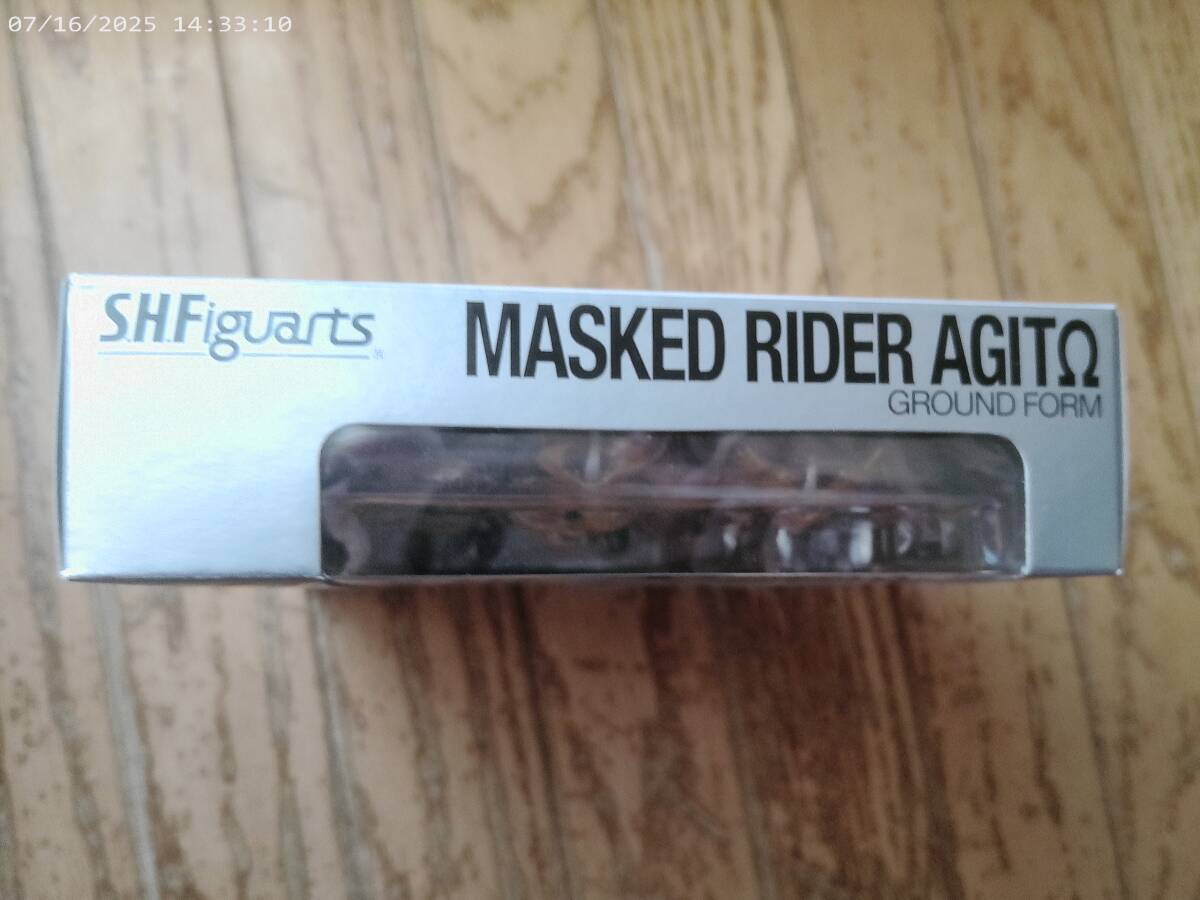 07/16/2025 14:33:10
S.H.Figuarts
MASKED RIDER AGITΩ
GROUND FORM